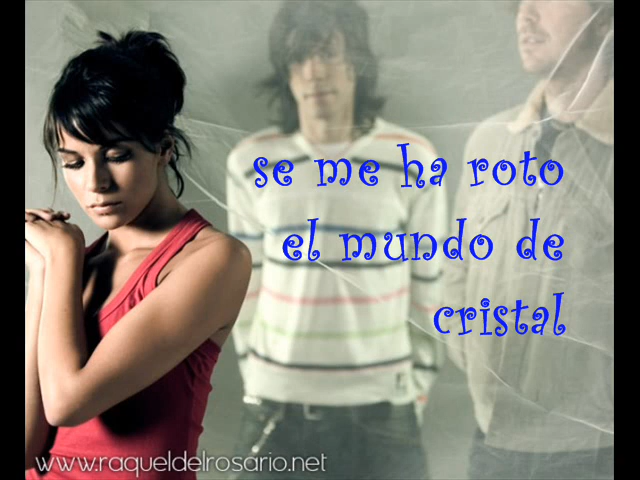 se me ha roto
el mundo de
cristal
www.raqueldelrosario.net